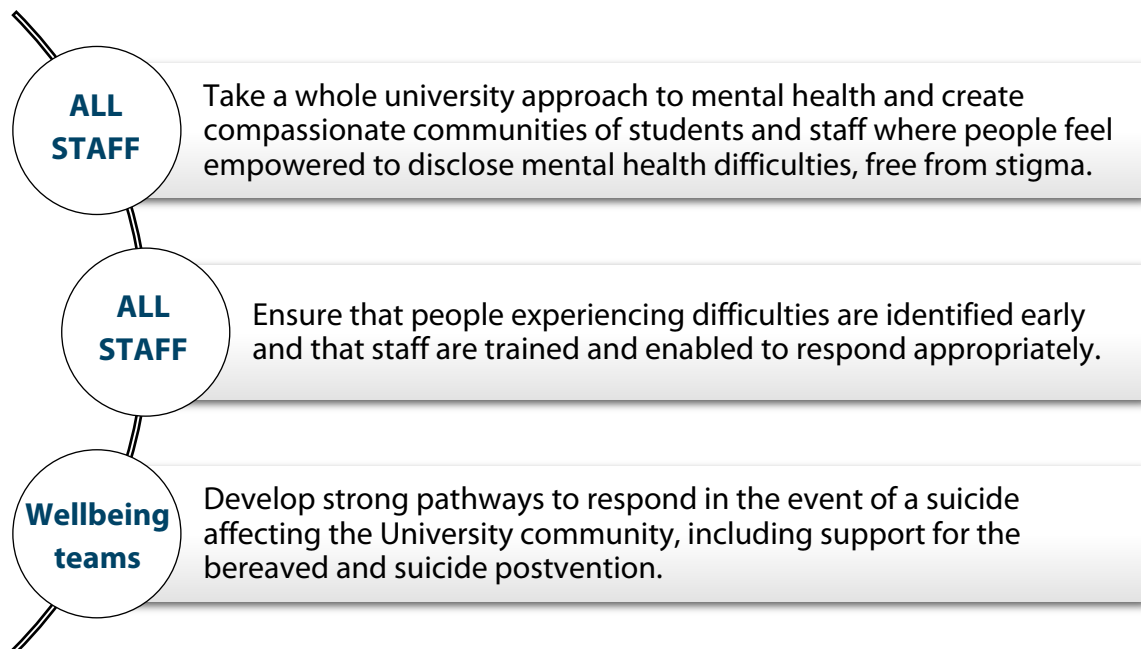 ALL
STAFF
Take a whole university approach to mental health and create
compassionate communities of students and staff where people feel
empowered to disclose mental health difficulties, free from stigma.
ALL
STAFF
Ensure that people experiencing difficulties are identified early
and that staff are trained and enabled to respond appropriately.
Wellbeing
teams
Develop strong pathways to respond in the event of a suicide
affecting the University community, including support for the
bereaved and suicide postvention.